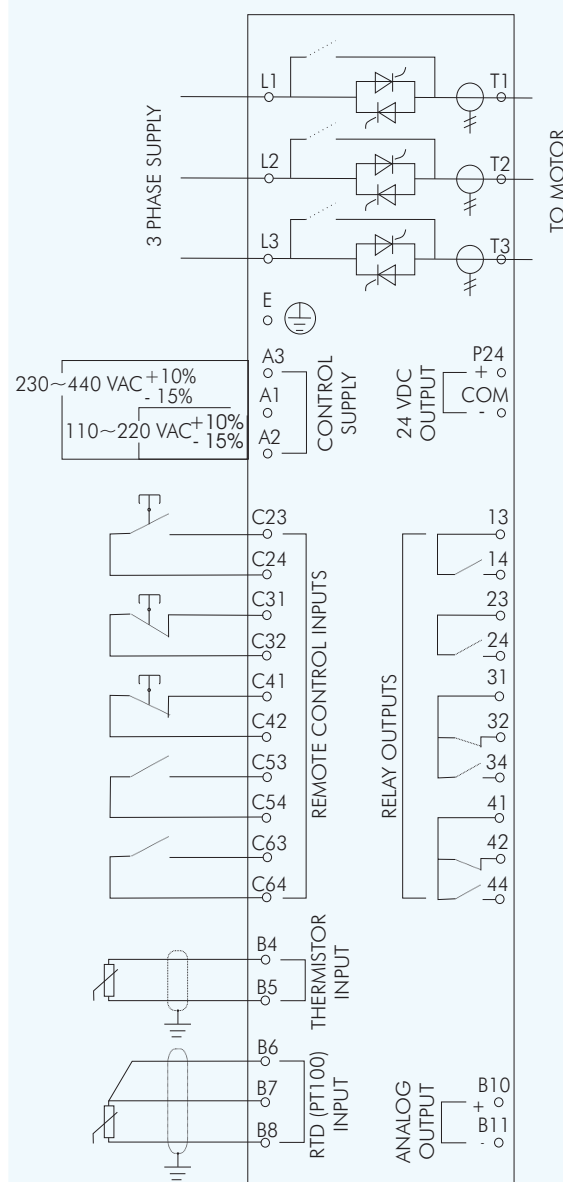 L1
T1
3 PHASE SUPPLY
L2
T2
TO MOTOR
L3
T3
E
A3
230~440 VAC +10%
- 15%
A1
110~220 VAC +10%
- 15%
A2
CONTROL
SUPPLY
24 VDC
OUTPUT
P24
+
COM
-
C23
C24
C31
C32
C41
C42
C53
C54
C63
C64
REMOTE CONTROL INPUTS
RELAY OUTPUTS
13
14
23
24
31
32
34
41
42
44
B4
B5
THERMISTOR
INPUT
B6
B7
B8
RTD (PT100)
INPUT
ANALOG
OUTPUT
B10
+
B11
-